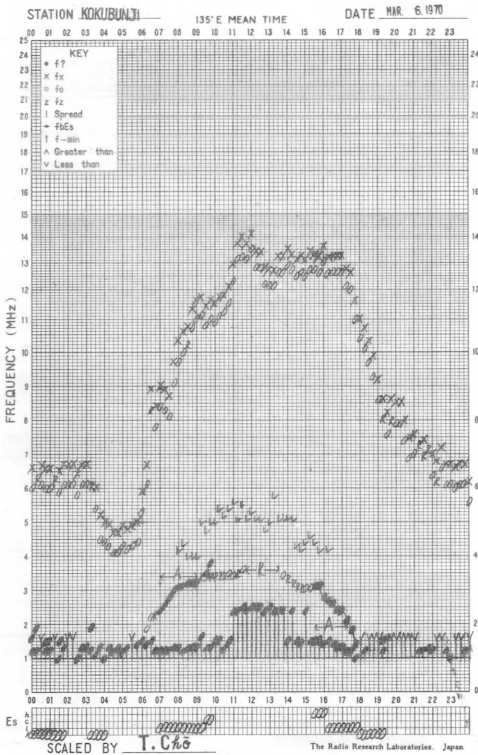 STATION KOKUBUNJI 135°E MEAN TIME DATE MAR. 6. 1970
00 01 02 03 04 05 06 07 08 09 10 11 12 13 14 15 16 17 18 19 20 21 22 23
KEY
f?
x fx
o fo
z fz
| Spread
fbEs
f-min
^ Greater than
v Less than
FREQUENCY (MHz)
25
24
23
22
21
20
19
18
17
16
15
14
13
12
11
10
9
8
7
6
5
4
3
2
1
0
A
R
A
00 01 02 03 04 05 06 07 08 09 10 11 12 13 14 15 16 17 18 19 20 21 22 23
Es
SCALED BY T. Chō
The Radio Research Laboratories. Japan